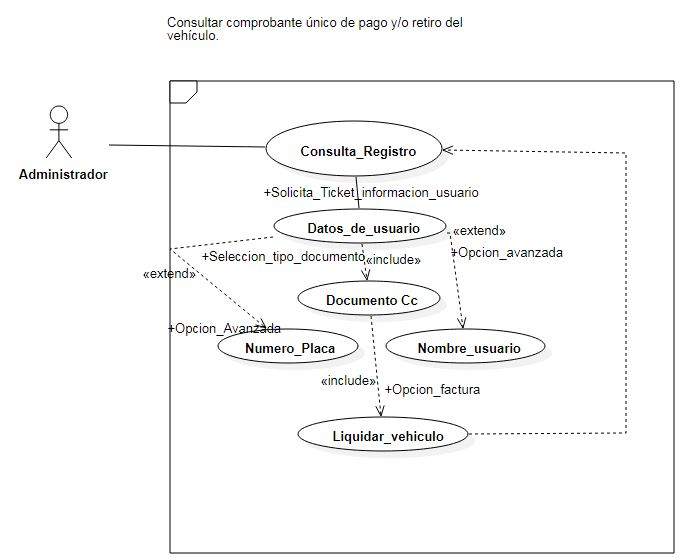 Consultar comprobante único de pago y/o retiro del
vehículo.
Administrador
Consulta_Registro
+Solicita_Ticket_informacion_usuario
Datos_de_usuario
«extend»
+Seleccion_tipo_documento
«include»
+Opcion_avanzada
«extend»
Documento Cc
+Opcion_Avanzada
Numero_Placa
Nombre_usuario
«include»
+Opcion_factura
Liquidar_vehiculo